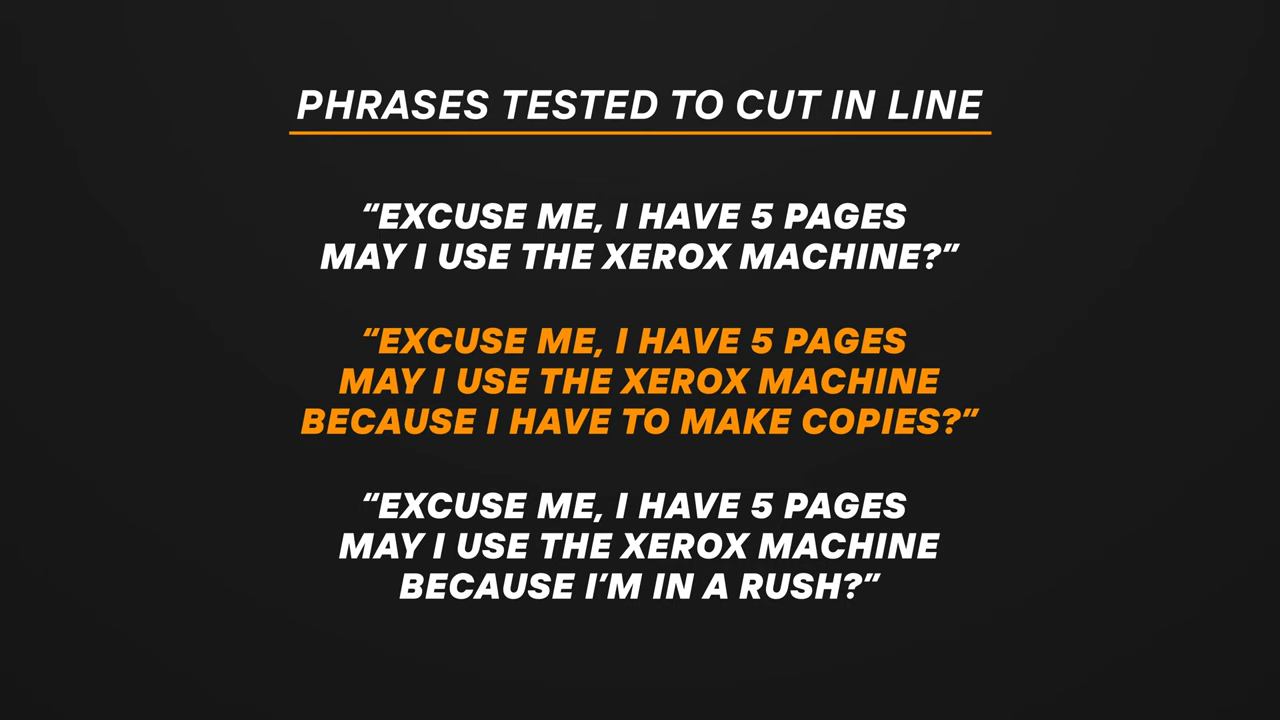 PHRASES TESTED TO CUT IN LINE
“EXCUSE ME, I HAVE 5 PAGES
MAY I USE THE XEROX MACHINE?”
“EXCUSE ME, I HAVE 5 PAGES
MAY I USE THE XEROX MACHINE
BECAUSE I HAVE TO MAKE COPIES?”
“EXCUSE ME, I HAVE 5 PAGES
MAY I USE THE XEROX MACHINE
BECAUSE I’M IN A RUSH?”